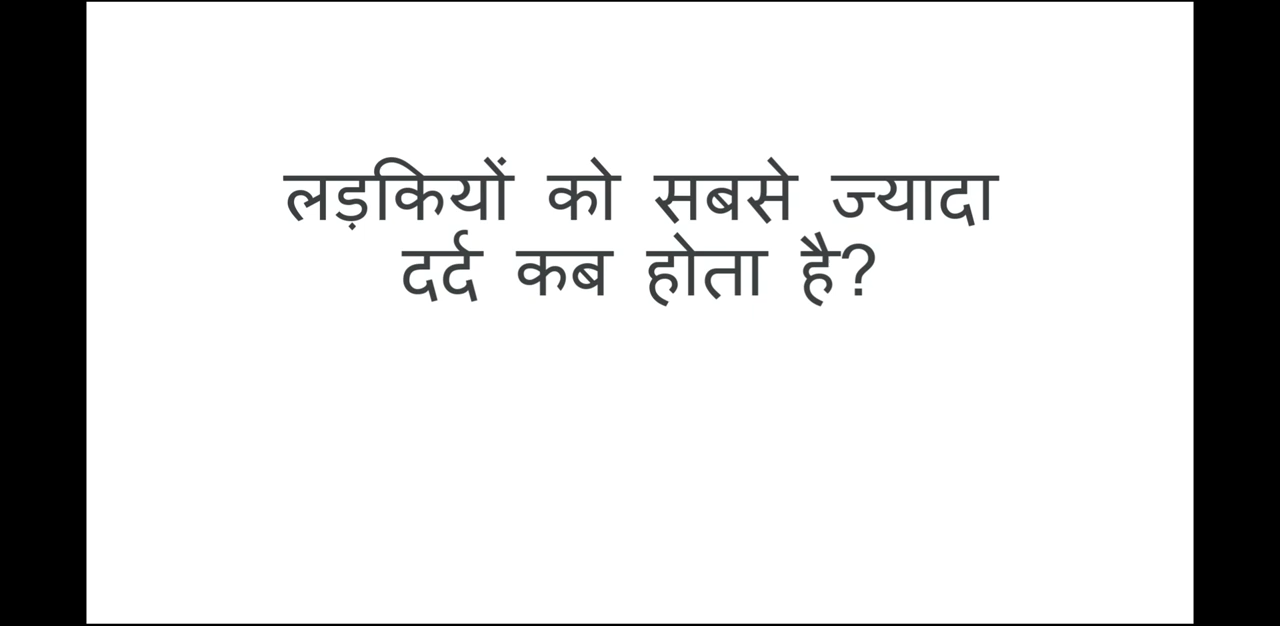 लड़कियों को सबसे ज्यादा
दर्द कब होता है?